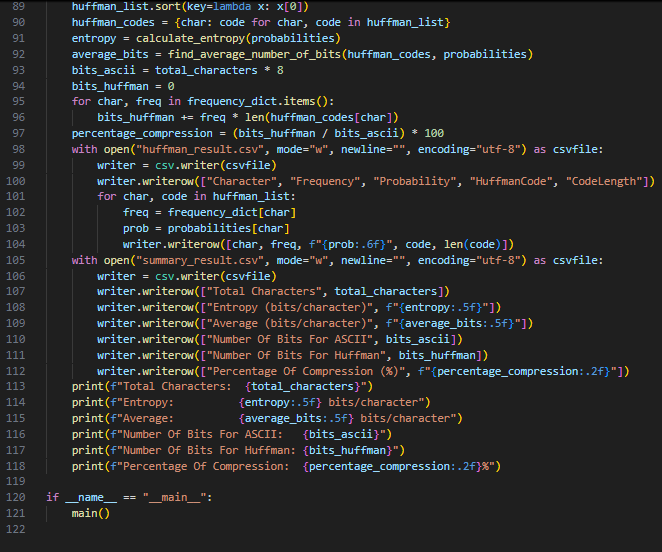 89 huffman_list.sort(key=lambda x: x[0])
90 huffman_codes = {char: code for char, code in huffman_list}
91 entropy = calculate_entropy(probabilities)
92 average_bits = find_average_number_of_bits(huffman_codes, probabilities)
93 bits_ascii = total_characters * 8
94 bits_huffman = 0
95 for char, freq in frequency_dict.items():
96 bits_huffman += freq * len(huffman_codes[char])
97 percentage_compression = (bits_huffman / bits_ascii) * 100
98 with open("huffman_result.csv", mode="w", newline="", encoding="utf-8") as csvfile:
99 writer = csv.writer(csvfile)
100 writer.writerow(["Character", "Frequency", "Probability", "HuffmanCode", "CodeLength"])
101 for char, code in huffman_list:
102 freq = frequency_dict[char]
103 prob = probabilities[char]
104 writer.writerow([char, freq, f"{prob:.6f}", code, len(code)])
105 with open("summary_result.csv", mode="w", newline="", encoding="utf-8") as csvfile:
106 writer = csv.writer(csvfile)
107 writer.writerow(["Total Characters", total_characters])
108 writer.writerow(["Entropy (bits/character)", f"{entropy:.5f}"])
109 writer.writerow(["Average (bits/character)", f"{average_bits:.5f}"])
110 writer.writerow(["Number Of Bits For ASCII", bits_ascii])
111 writer.writerow(["Number Of Bits For Huffman", bits_huffman])
112 writer.writerow(["Percentage Of Compression (%)", f"{percentage_compression:.2f}"])
113 print(f"Total Characters:  {total_characters}")
114 print(f"Entropy:          {entropy:.5f} bits/character")
115 print(f"Average:          {average_bits:.5f} bits/character")
116 print(f"Number Of Bits For ASCII:   {bits_ascii}")
117 print(f"Number Of Bits For Huffman: {bits_huffman}")
118 print(f"Percentage Of Compression:  {percentage_compression:.2f}%")
119
120 if __name__ == "__main__":
121 main()
122